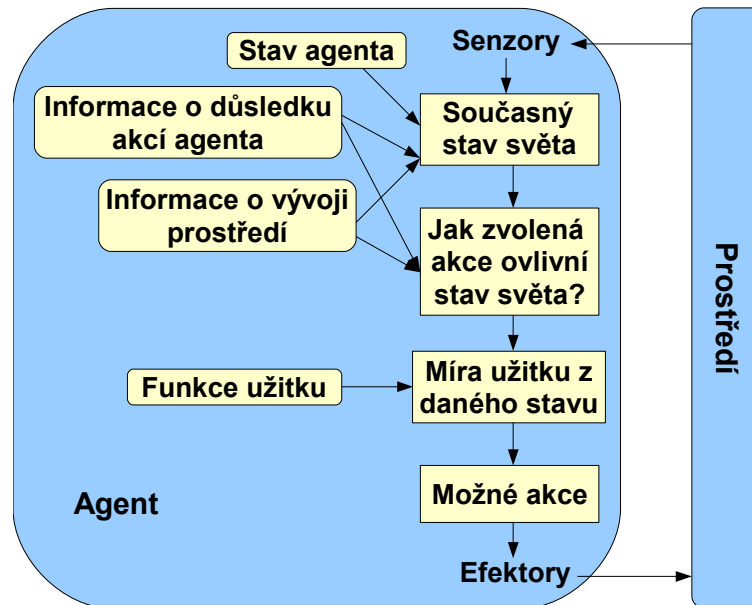 Stav agenta
Senzory
Informace o důsledku
akcí agenta
Současný
stav světa
Informace o vývoji
prostředí
Jak zvolená
akce ovlivní
stav světa?
Funkce užitku
Míra užitku z
daného stavu
Možné akce
Agent
Efektory
Prostředí